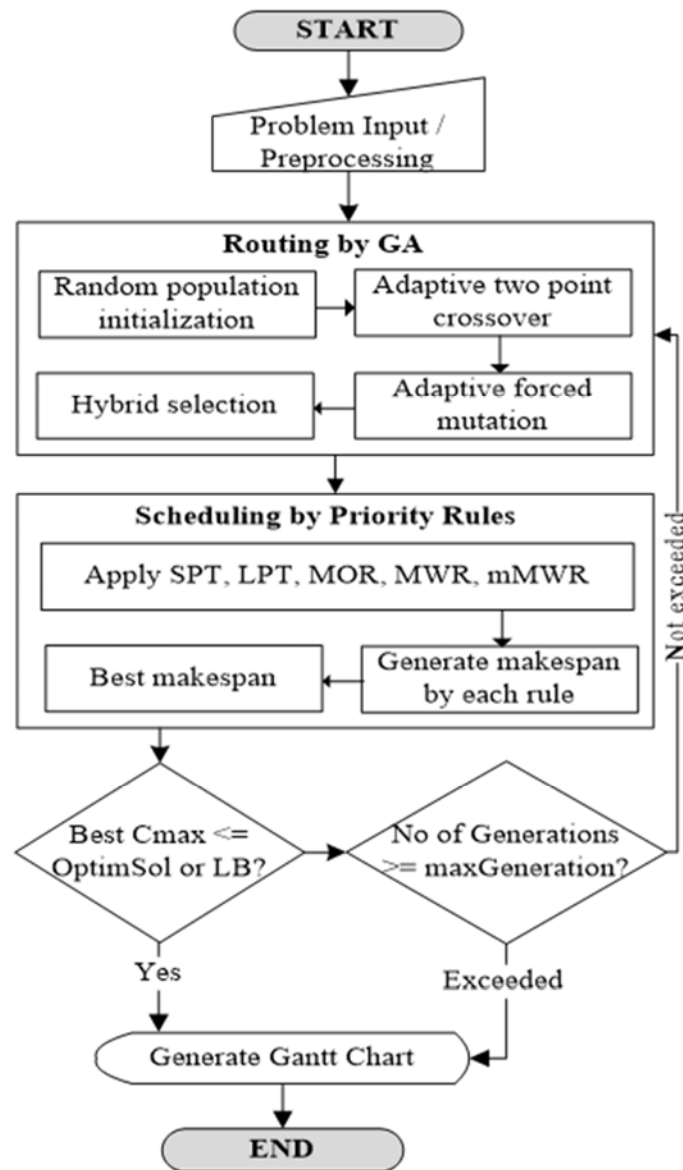 START
Problem Input /
Preprocessing
Routing by GA
Random population
initialization
Adaptive two point
crossover
Hybrid selection
Adaptive forced
mutation
Not exceeded
Scheduling by Priority Rules
Apply SPT, LPT, MOR, MWR, mMWR
Best makespan
Generate makespan
by each rule
Best Cmax <=
OptimSol or LB?
No of Generations
>= maxGeneration?
Yes
Exceeded
Generate Gantt Chart
END